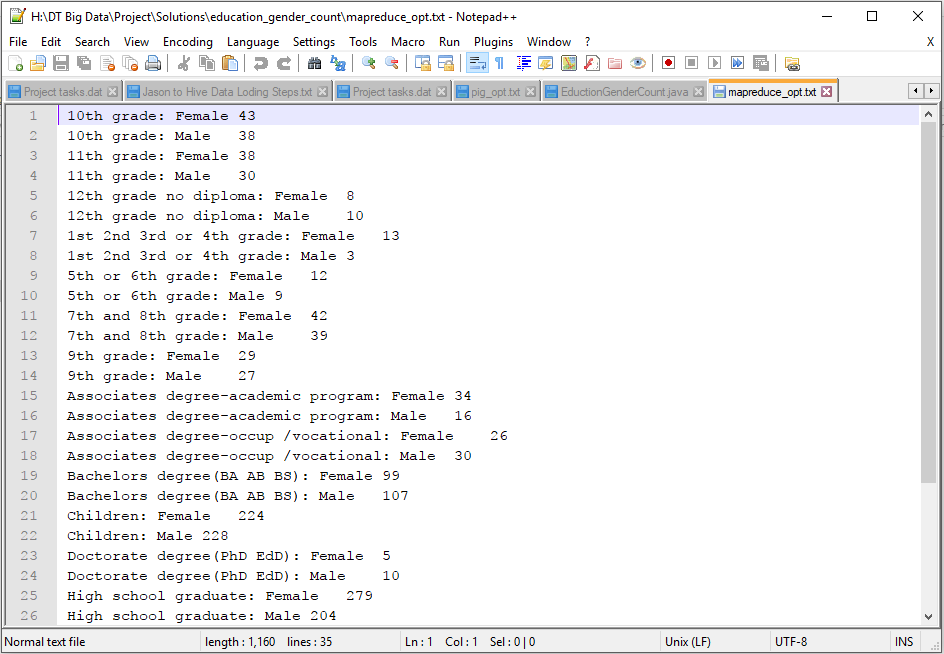 H:\DT Big Data\Project\Solutions\education_gender_count\mapreduce_opt.txt - Notepad++
File Edit Search View Encoding Language Settings Tools Macro Run Plugins Window ? X
Project tasks.dat Jason to Hive Data Loding Steps.txt Project tasks.dat pig_opt.txt EductionGenderCount.java mapreduce_opt.txt
1 10th grade: Female 43
2 10th grade: Male 38
3 11th grade: Female 38
4 11th grade: Male 30
5 12th grade no diploma: Female 8
6 12th grade no diploma: Male 10
7 1st 2nd 3rd or 4th grade: Female 13
8 1st 2nd 3rd or 4th grade: Male 3
9 5th or 6th grade: Female 12
10 5th or 6th grade: Male 9
11 7th and 8th grade: Female 42
12 7th and 8th grade: Male 39
13 9th grade: Female 29
14 9th grade: Male 27
15 Associates degree-academic program: Female 34
16 Associates degree-academic program: Male 16
17 Associates degree-occup /vocational: Female 26
18 Associates degree-occup /vocational: Male 30
19 Bachelors degree(BA AB BS): Female 99
20 Bachelors degree(BA AB BS): Male 107
21 Children: Female 224
22 Children: Male 228
23 Doctorate degree(PhD EdD): Female 5
24 Doctorate degree(PhD EdD): Male 10
25 High school graduate: Female 279
26 High school graduate: Male 204
Normal text file length : 1,160 lines : 35 Ln : 1 Col : 1 Sel : 0 | 0 Unix (LF) UTF-8 INS